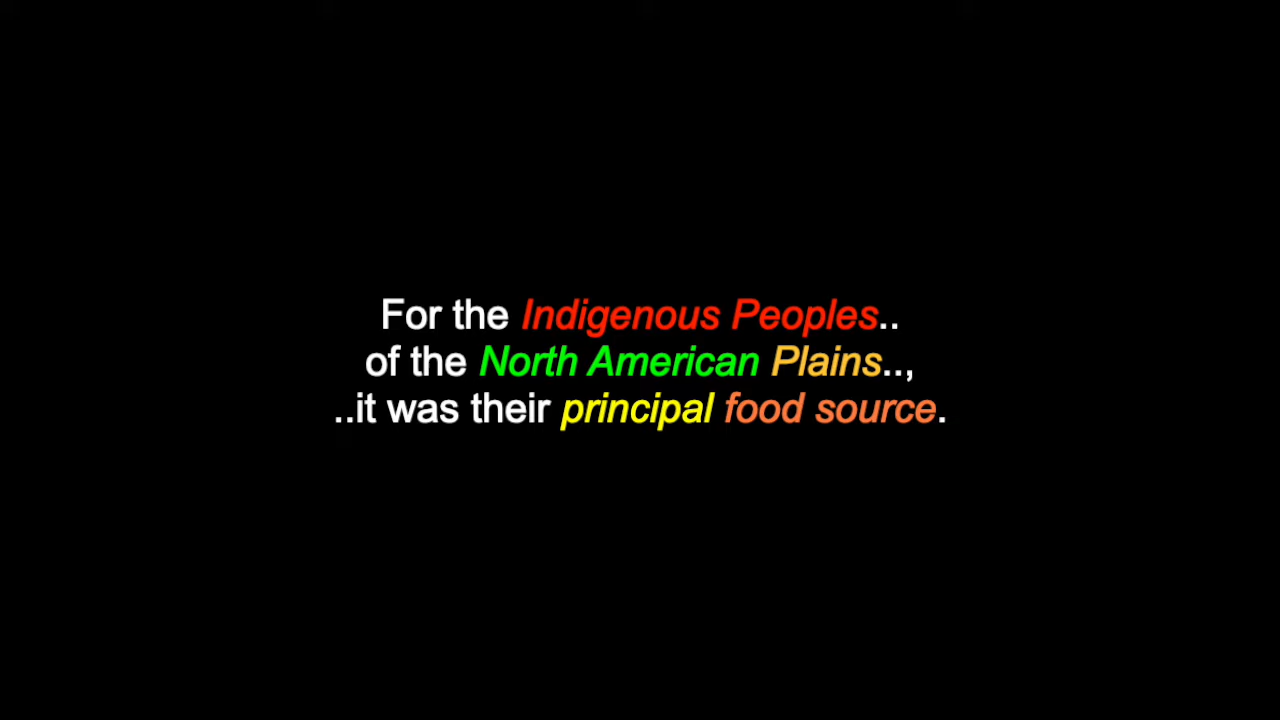 For the Indigenous Peoples..
of the North American Plains..,
..it was their principal food source.